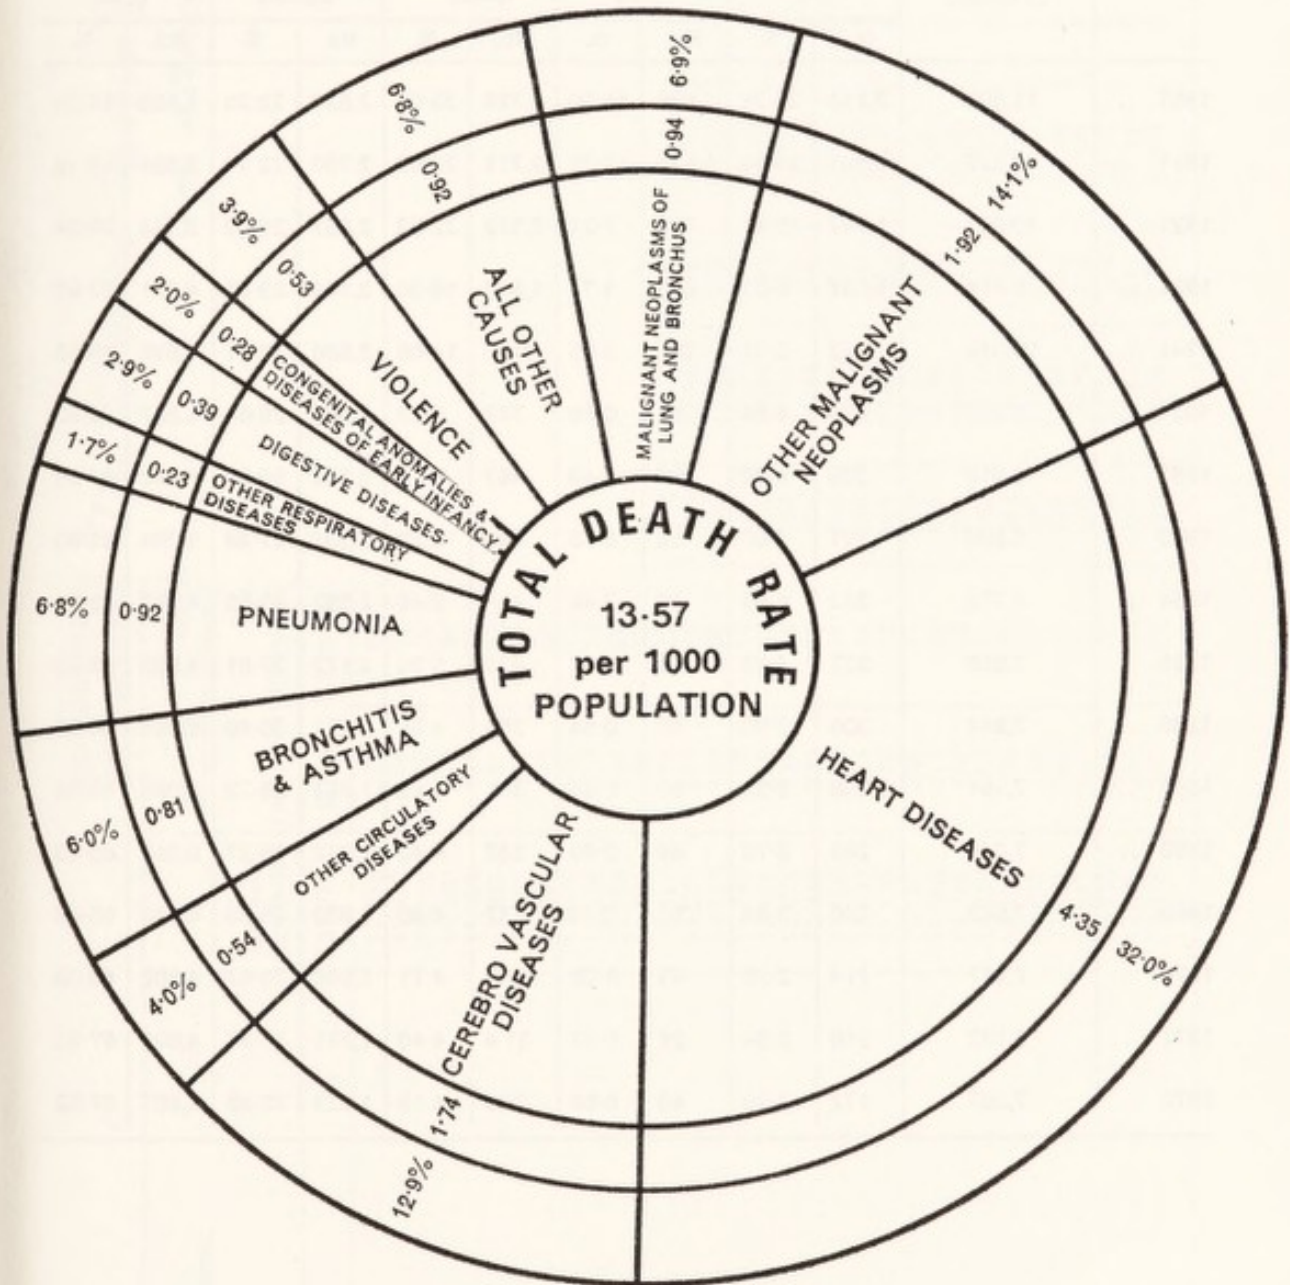 TOTAL DEATH RATE
13·57
per 1000
POPULATION
MALIGNANT NEOPLASMS OF
LUNG AND BRONCHUS
0·94
6·9%
OTHER MALIGNANT
NEOPLASMS
1·92
14·1%
HEART DISEASES
4·35
32·0%
CEREBRO VASCULAR
DISEASES
1·74
12·9%
OTHER CIRCULATORY
DISEASES
0·54
4·0%
BRONCHITIS
& ASTHMA
0·81
6·0%
PNEUMONIA
0·92
6·8%
OTHER RESPIRATORY
DISEASES
0·23
1·7%
DIGESTIVE DISEASES·
0·39
2·9%
CONGENITAL ANOMALIES &
DISEASES OF EARLY INFANCY
0·28
2·0%
VIOLENCE
0·53
3·9%
ALL OTHER
CAUSES
0·92
6·8%